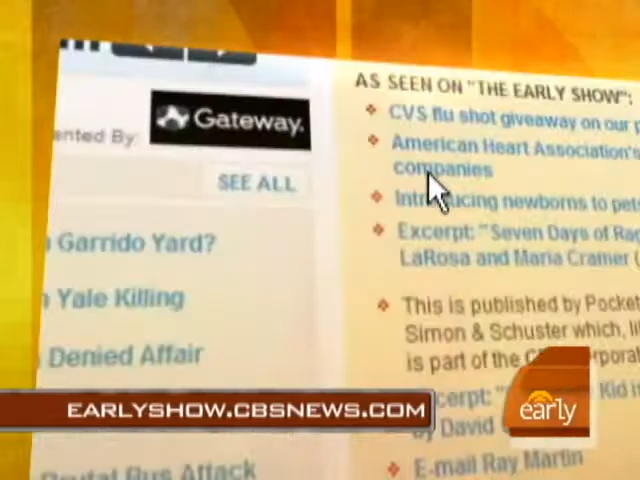 AS SEEN ON "THE EARLY SHOW":
CVS flu shot giveaway on our
American Heart Association's
companies
Introducing newborns to pets
Excerpt: "Seven Days of Rag
LaRosa and Maria Cramer (
This is published by Pocket
Simon & Schuster which,
is part of the
Kid i
by David
E-mail Ray Martin
ented By:
Gateway
SEE ALL
Garrido Yard?
Yale Killing
Denied Affair
Brutal Bus Attack
EARLYSHOW.CBSNEWS.COM
early